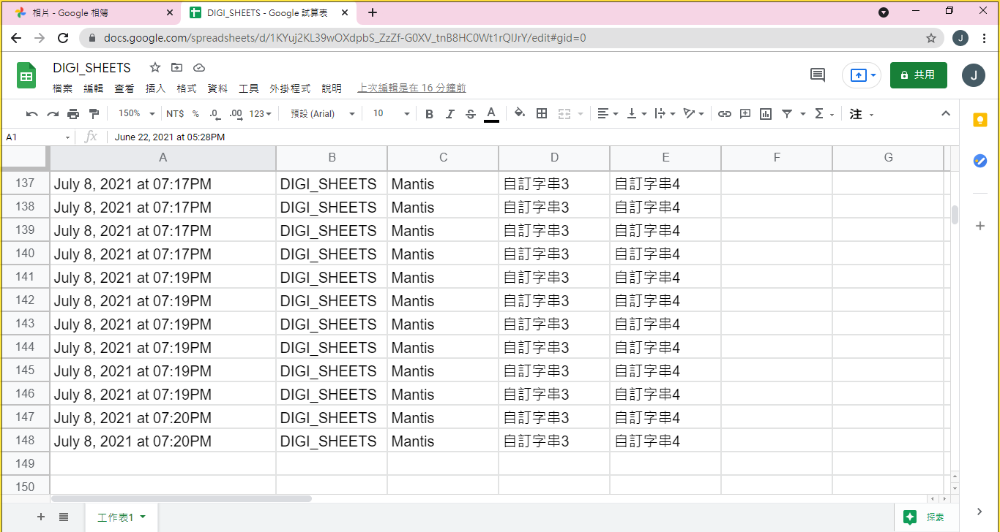 相片 - Google 相簿
DIGI_SHEETS - Google 試算表
docs.google.com/spreadsheets/d/1KYuj2KL39wOXdpbS_ZzZf-G0XV_tnB8HC0Wt1rQIJrY/edit#gid=0
J
DIGI_SHEETS
檔案 編輯 查看 插入 格式 資料 工具 外掛程式 說明 上次編輯是在 16 分鐘前
共用
J
150% NT$ % .0 .00 123 預設 (Arial) 10 B I S A Σ 注
A1 fx June 22, 2021 at 05:28PM
A B C D E F G
137 July 8, 2021 at 07:17PM DIGI_SHEETS Mantis 自訂字串3 自訂字串4
138 July 8, 2021 at 07:17PM DIGI_SHEETS Mantis 自訂字串3 自訂字串4
139 July 8, 2021 at 07:17PM DIGI_SHEETS Mantis 自訂字串3 自訂字串4
140 July 8, 2021 at 07:17PM DIGI_SHEETS Mantis 自訂字串3 自訂字串4
141 July 8, 2021 at 07:19PM DIGI_SHEETS Mantis 自訂字串3 自訂字串4
142 July 8, 2021 at 07:19PM DIGI_SHEETS Mantis 自訂字串3 自訂字串4
143 July 8, 2021 at 07:19PM DIGI_SHEETS Mantis 自訂字串3 自訂字串4
144 July 8, 2021 at 07:19PM DIGI_SHEETS Mantis 自訂字串3 自訂字串4
145 July 8, 2021 at 07:19PM DIGI_SHEETS Mantis 自訂字串3 自訂字串4
146 July 8, 2021 at 07:19PM DIGI_SHEETS Mantis 自訂字串3 自訂字串4
147 July 8, 2021 at 07:20PM DIGI_SHEETS Mantis 自訂字串3 自訂字串4
148 July 8, 2021 at 07:20PM DIGI_SHEETS Mantis 自訂字串3 自訂字串4
149
150
工作表1
探索